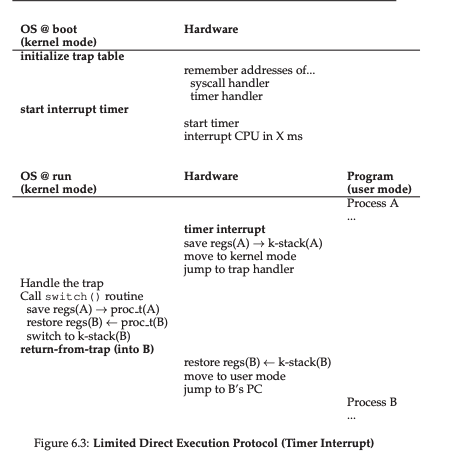 OS @ boot Hardware
(kernel mode)
initialize trap table
remember addresses of...
syscall handler
timer handler
start interrupt timer
start timer
interrupt CPU in X ms
OS @ run Hardware Program
(kernel mode) (user mode)
Process A
...
timer interrupt
save regs(A) → k-stack(A)
move to kernel mode
jump to trap handler
Handle the trap
Call switch() routine
save regs(A) → proc_t(A)
restore regs(B) ← proc_t(B)
switch to k-stack(B)
return-from-trap (into B)
restore regs(B) ← k-stack(B)
move to user mode
jump to B's PC
Process B
...
Figure 6.3: Limited Direct Execution Protocol (Timer Interrupt)